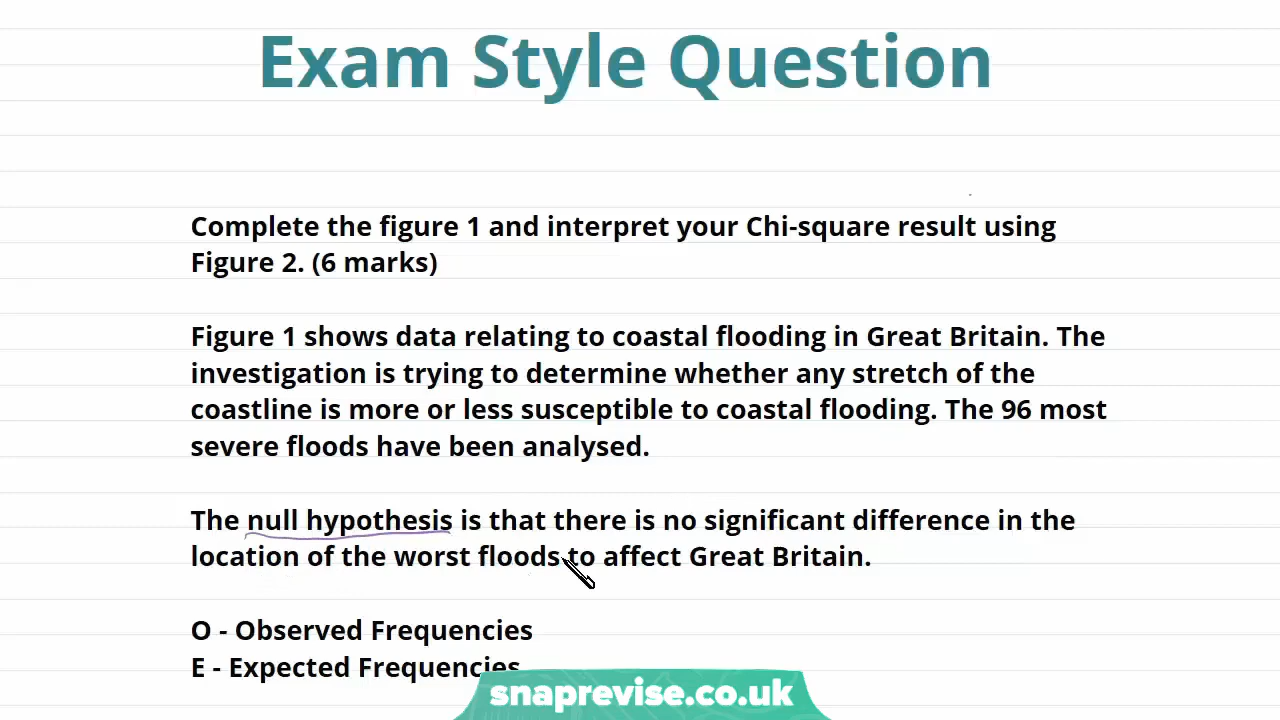 Exam Style Question
Complete the figure 1 and interpret your Chi-square result using
Figure 2. (6 marks)
Figure 1 shows data relating to coastal flooding in Great Britain. The
investigation is trying to determine whether any stretch of the
coastline is more or less susceptible to coastal flooding. The 96 most
severe floods have been analysed.
The null hypothesis is that there is no significant difference in the
location of the worst floods to affect Great Britain.
O - Observed Frequencies
E - Expected Frequencies
snaprevise.co.uk